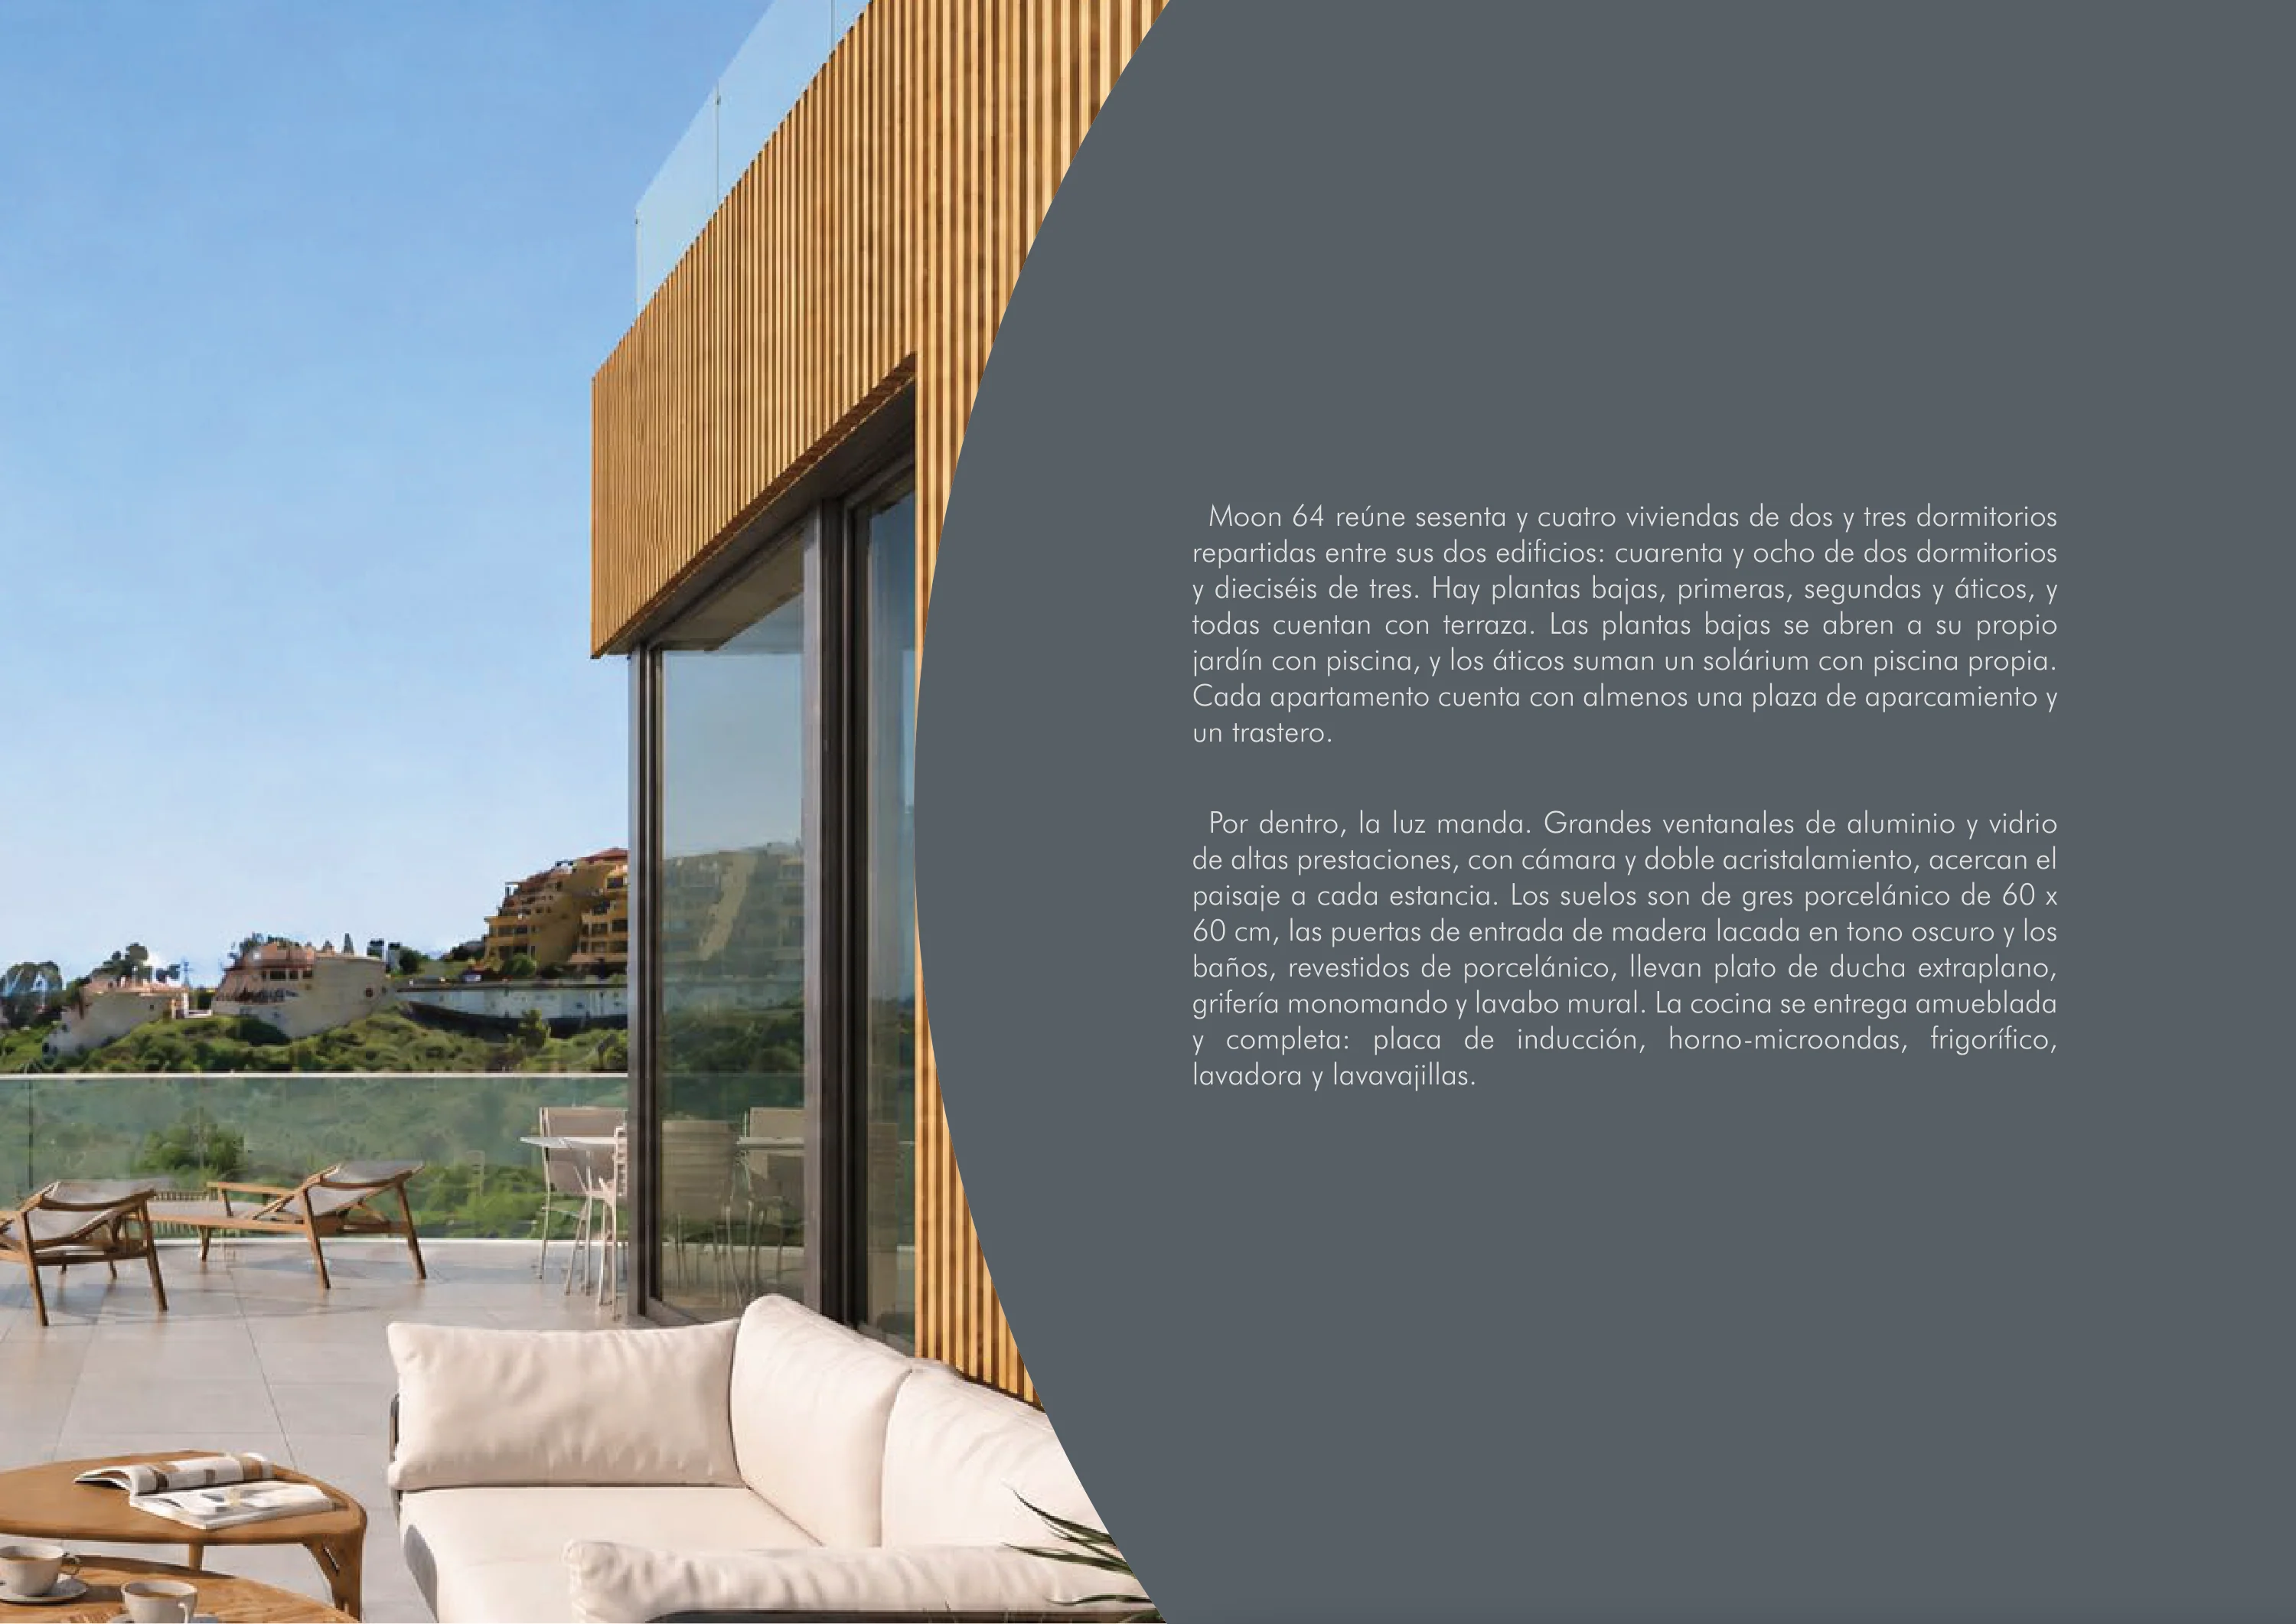 Moon 64 reúne sesenta y cuatro viviendas de dos y tres dormitorios
repartidas entre sus dos edificios: cuarenta y ocho de dos dormitorios
y dieciséis de tres. Hay plantas bajas, primeras, segundas y áticos, y
todas cuentan con terraza. Las plantas bajas se abren a su propio
jardín con piscina, y los áticos suman un solárium con piscina propia.
Cada apartamento cuenta con almenos una plaza de aparcamiento y
un trastero.
Por dentro, la luz manda. Grandes ventanales de aluminio y vidrio
de altas prestaciones, con cámara y doble acristalamiento, acercan el
paisaje a cada estancia. Los suelos son de gres porcelánico de 60 x
60 cm, las puertas de entrada de madera lacada en tono oscuro y los
baños, revestidos de porcelánico, llevan plato de ducha extraplano,
grifería monomando y lavabo mural. La cocina se entrega amueblada
y completa: placa de inducción, horno-microondas, frigorífico,
lavadora y lavavajillas.